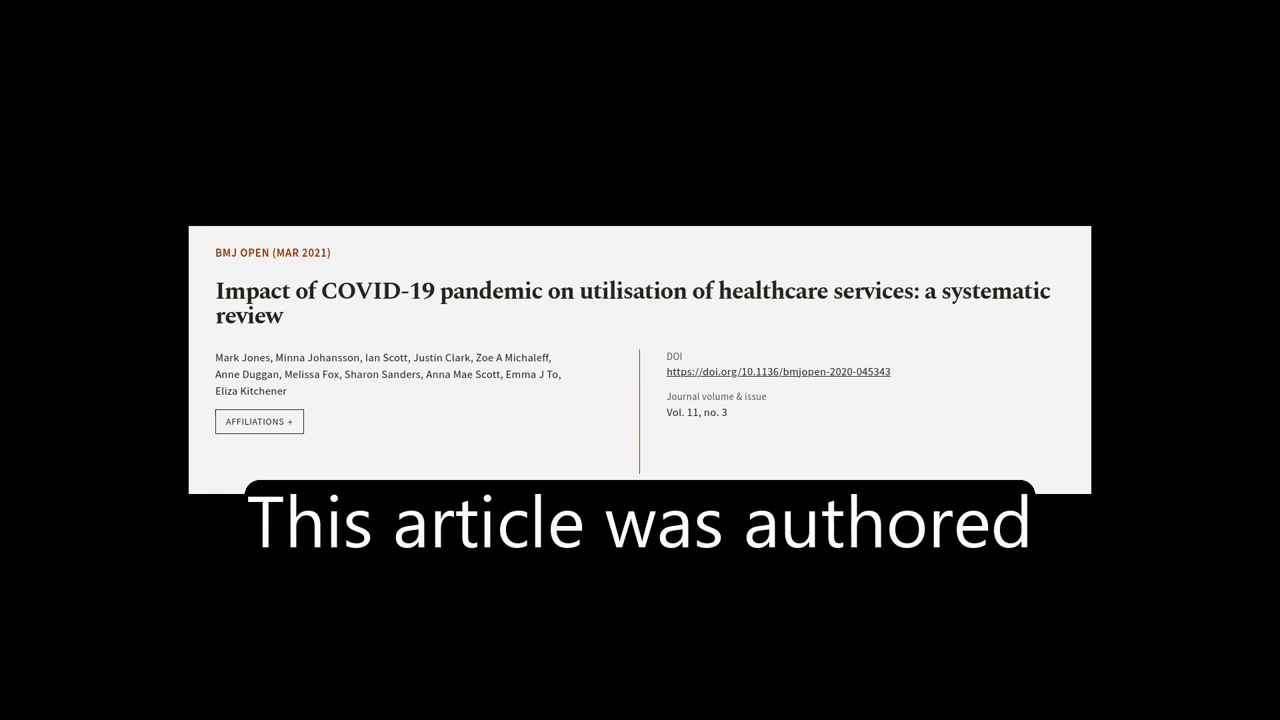 BMJ OPEN (MAR 2021)
Impact of COVID-19 pandemic on utilisation of healthcare services: a systematic
review
Mark Jones, Minna Johansson, Ian Scott, Justin Clark, Zoe A Michaleff,
Anne Duggan, Melissa Fox, Sharon Sanders, Anna Mae Scott, Emma J To,
Eliza Kitchener
AFFILIATIONS +
DOI
https://doi.org/10.1136/bmjopen-2020-045343
Journal volume & issue
Vol. 11, no. 3
This article was authored